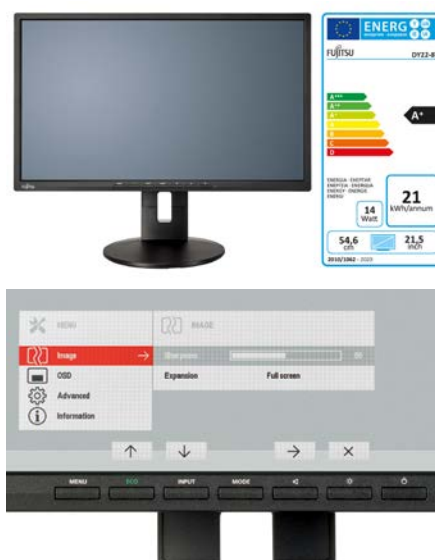 ENERG
FUJITSU
DY22-8
A+++
A++
A+
B
C
D
A+
ENERGIA · ЕНЕРГИЯ
ΕΝΕΡΓΕΙΑ · ENERGIJA
ENERGY · ENERGIE
ENERGI
14
Watt
21
kWh/annum
54,6
cm
21,5
inch
2010/1062 - 2020
FUJITSU
MENU
IMAGE
Image
Sharpness
OSD
Expansion
Full screen
Advanced
Information
MENU
ECO
INPUT
MODE